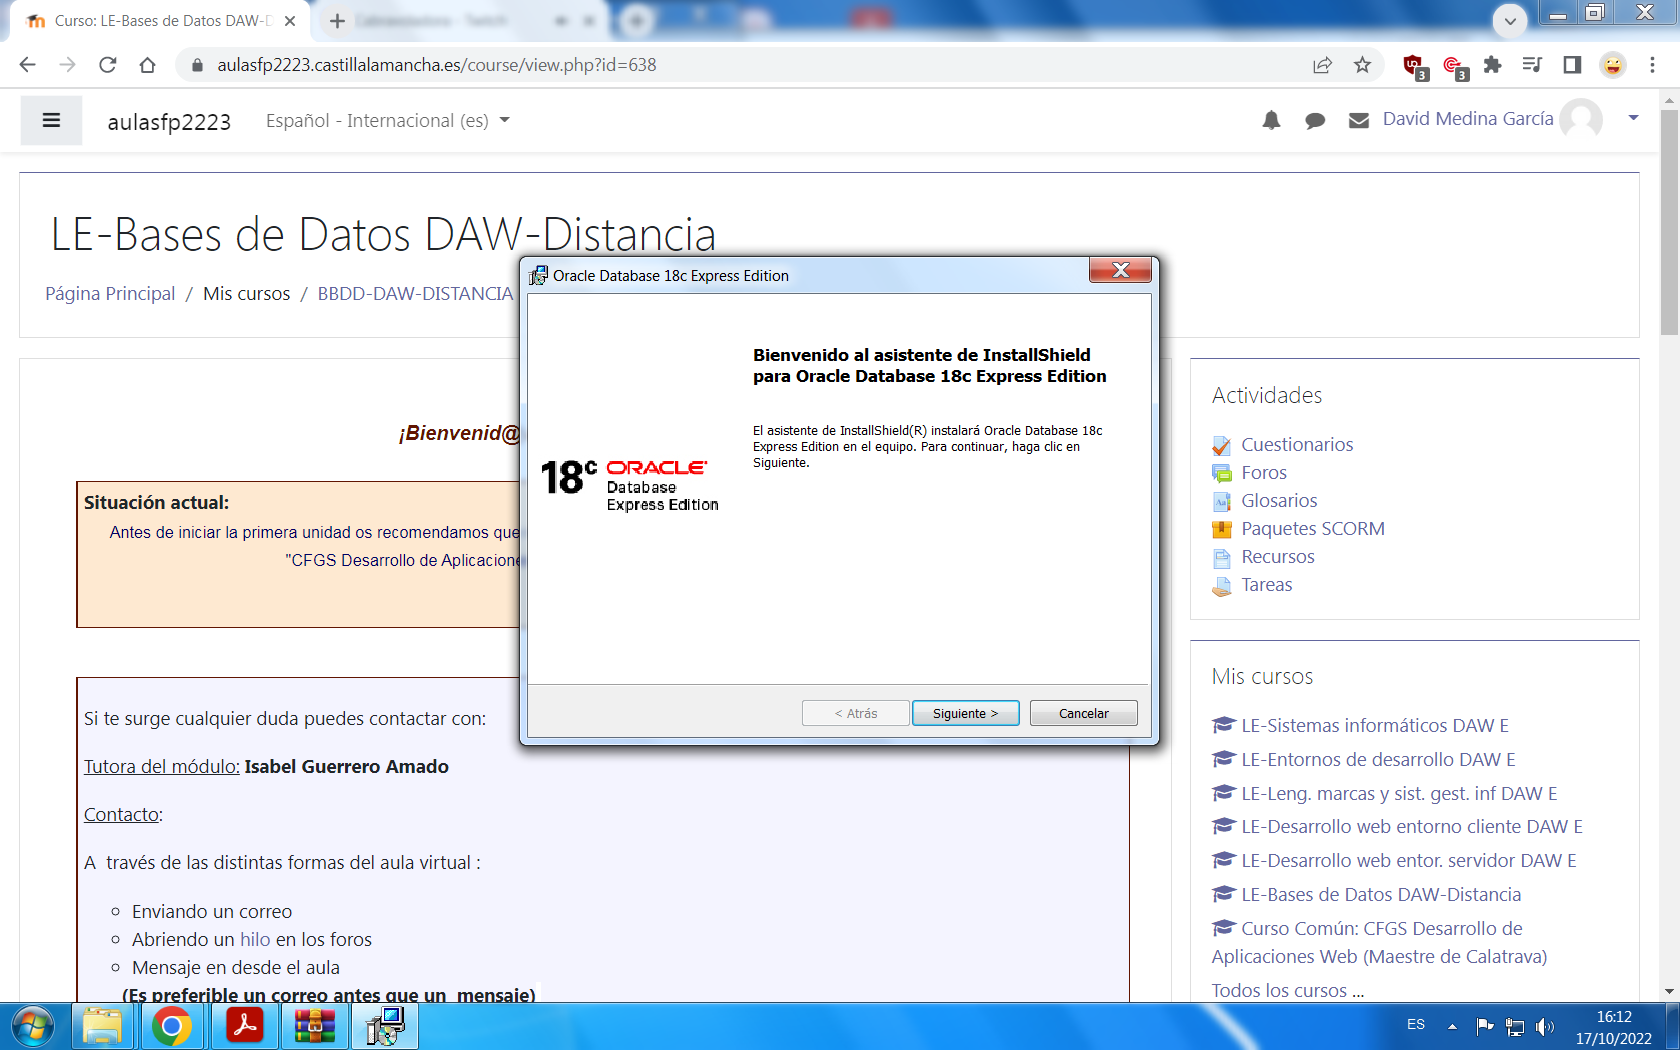 Curso: LE-Bases de Datos DAW-D
aulasfp2223.castillalamancha.es/course/view.php?id=638
3
3
aulasfp2223
Español - Internacional (es)
David Medina García
LE-Bases de Datos DAW-Distancia
Página Principal / Mis cursos / BBDD-DAW-DISTANCIA
Oracle Database 18c Express Edition
Bienvenido al asistente de InstallShield
para Oracle Database 18c Express Edition
El asistente de InstallShield(R) instalará Oracle Database 18c
Express Edition en el equipo. Para continuar, haga clic en
Siguiente.
18c ORACLE
Database
Express Edition
< Atrás
Siguiente >
Cancelar
¡Bienvenid@
Situación actual:
Antes de iniciar la primera unidad os recomendamos que
"CFGS Desarrollo de Aplicacione
Si te surge cualquier duda puedes contactar con:
Tutora del módulo: Isabel Guerrero Amado
Contacto:
A través de las distintas formas del aula virtual :
Enviando un correo
Abriendo un hilo en los foros
Mensaje en desde el aula
(Es preferible un correo antes que un mensaje)
Actividades
Cuestionarios
Foros
Glosarios
Paquetes SCORM
Recursos
Tareas
Mis cursos
LE-Sistemas informáticos DAW E
LE-Entornos de desarrollo DAW E
LE-Leng. marcas y sist. gest. inf DAW E
LE-Desarrollo web entorno cliente DAW E
LE-Desarrollo web entor. servidor DAW E
LE-Bases de Datos DAW-Distancia
Curso Común: CFGS Desarrollo de
Aplicaciones Web (Maestre de Calatrava)
Todos los cursos ...
ES
16:12
17/10/2022